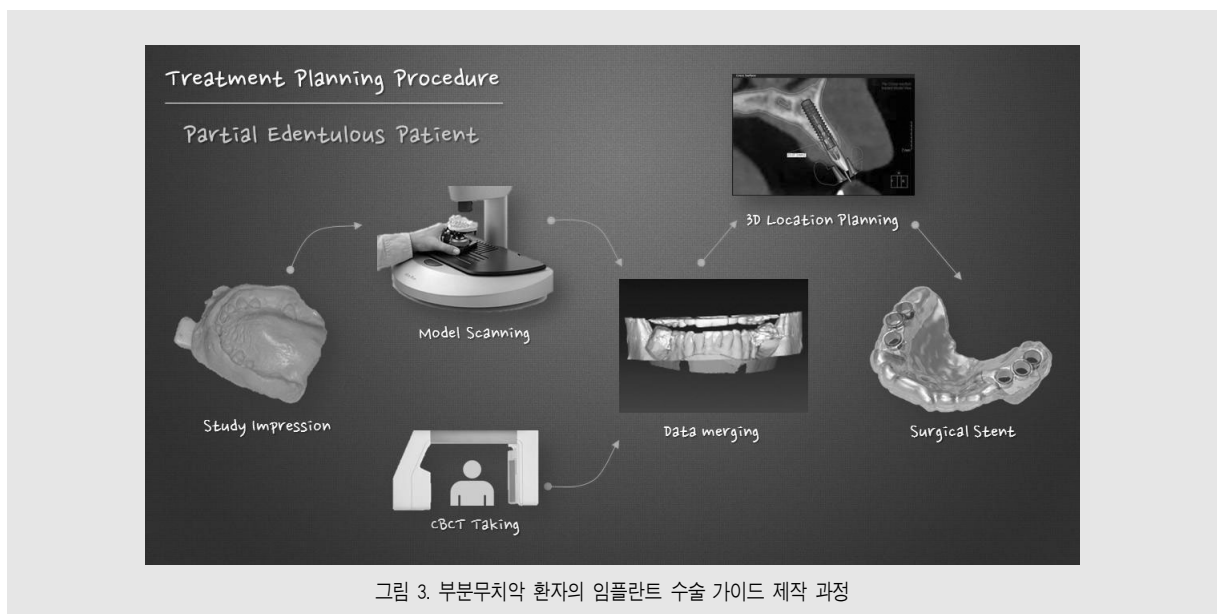 Treatment Planning Procedure
Partial Edentulous Patient
3D Location Planning
Model Scanning
Study Impression
Data merging
Surgical Stent
CBCT Taking
그림 3. 부분무치악 환자의 임플란트 수술 가이드 제작 과정